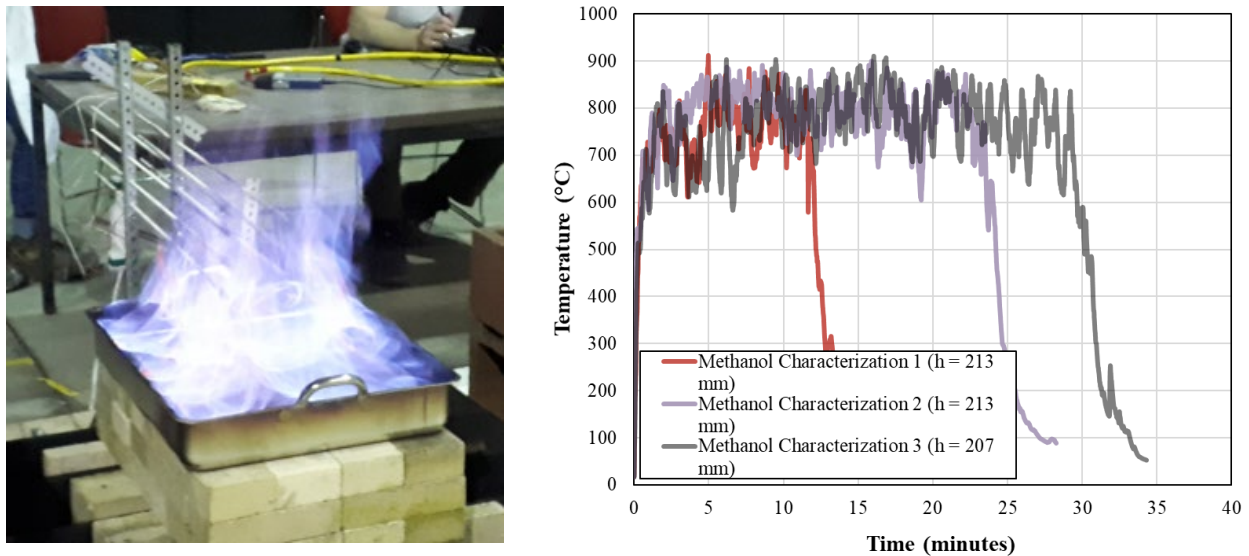 1000
900
800
700
600
500
400
300
200
100
0
Temperature (°C)
Methanol Characterization 1 (h = 213
mm)
Methanol Characterization 2 (h = 213
mm)
Methanol Characterization 3 (h = 207
mm)
0 5 10 15 20 25 30 35 40
Time (minutes)